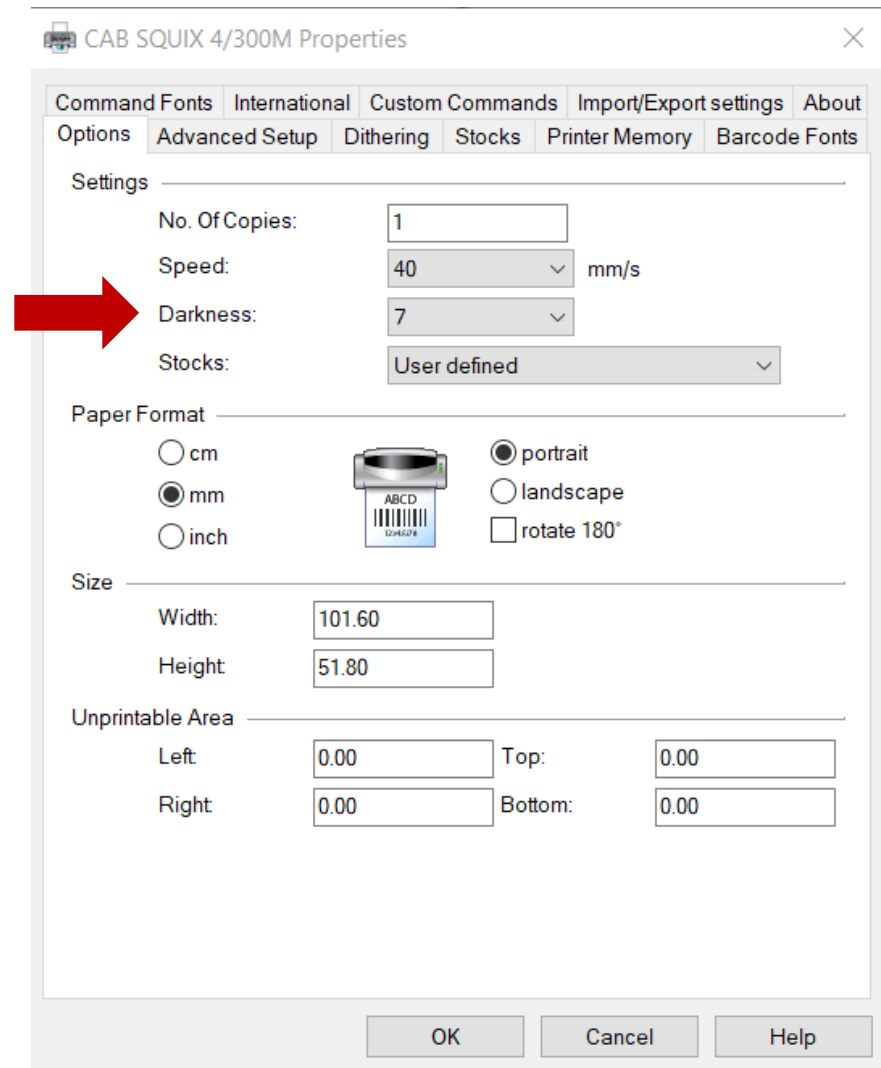 CAB SQUIX 4/300M Properties
Command Fonts International Custom Commands Import/Export settings About
Options Advanced Setup Dithering Stocks Printer Memory Barcode Fonts
Settings
No. Of Copies: 1
Speed: 40 mm/s
Darkness: 7
Stocks: User defined
Paper Format
cm portrait
mm landscape
inch rotate 180°
ABCD
12345678
Size
Width: 101.60
Height: 51.80
Unprintable Area
Left: 0.00 Top: 0.00
Right: 0.00 Bottom: 0.00
OK Cancel Help